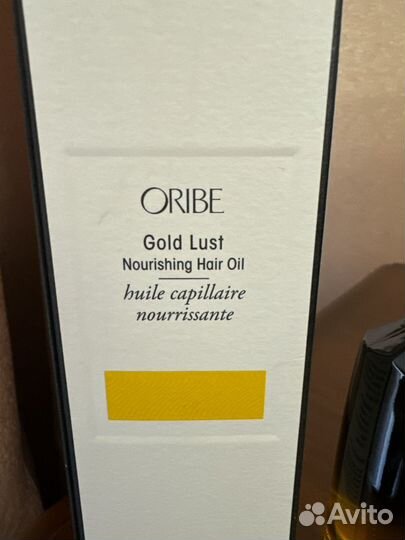 ORIBE
Gold Lust
Nourishing Hair Oil
huile capillaire
nourrissante
Avito